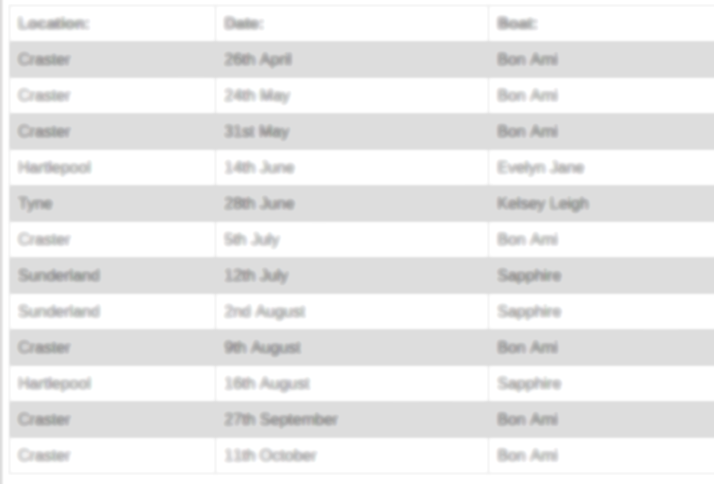 Location: Date: Boat:
Craster 26th April Bon Ami
Craster 24th May Bon Ami
Craster 31st May Bon Ami
Hartlepool 14th June Evelyn Jane
Tyne 28th June Kelsey Leigh
Craster 5th July Bon Ami
Sunderland 12th July Sapphire
Sunderland 2nd August Sapphire
Craster 9th August Bon Ami
Hartlepool 16th August Sapphire
Craster 27th September Bon Ami
Craster 11th October Bon Ami